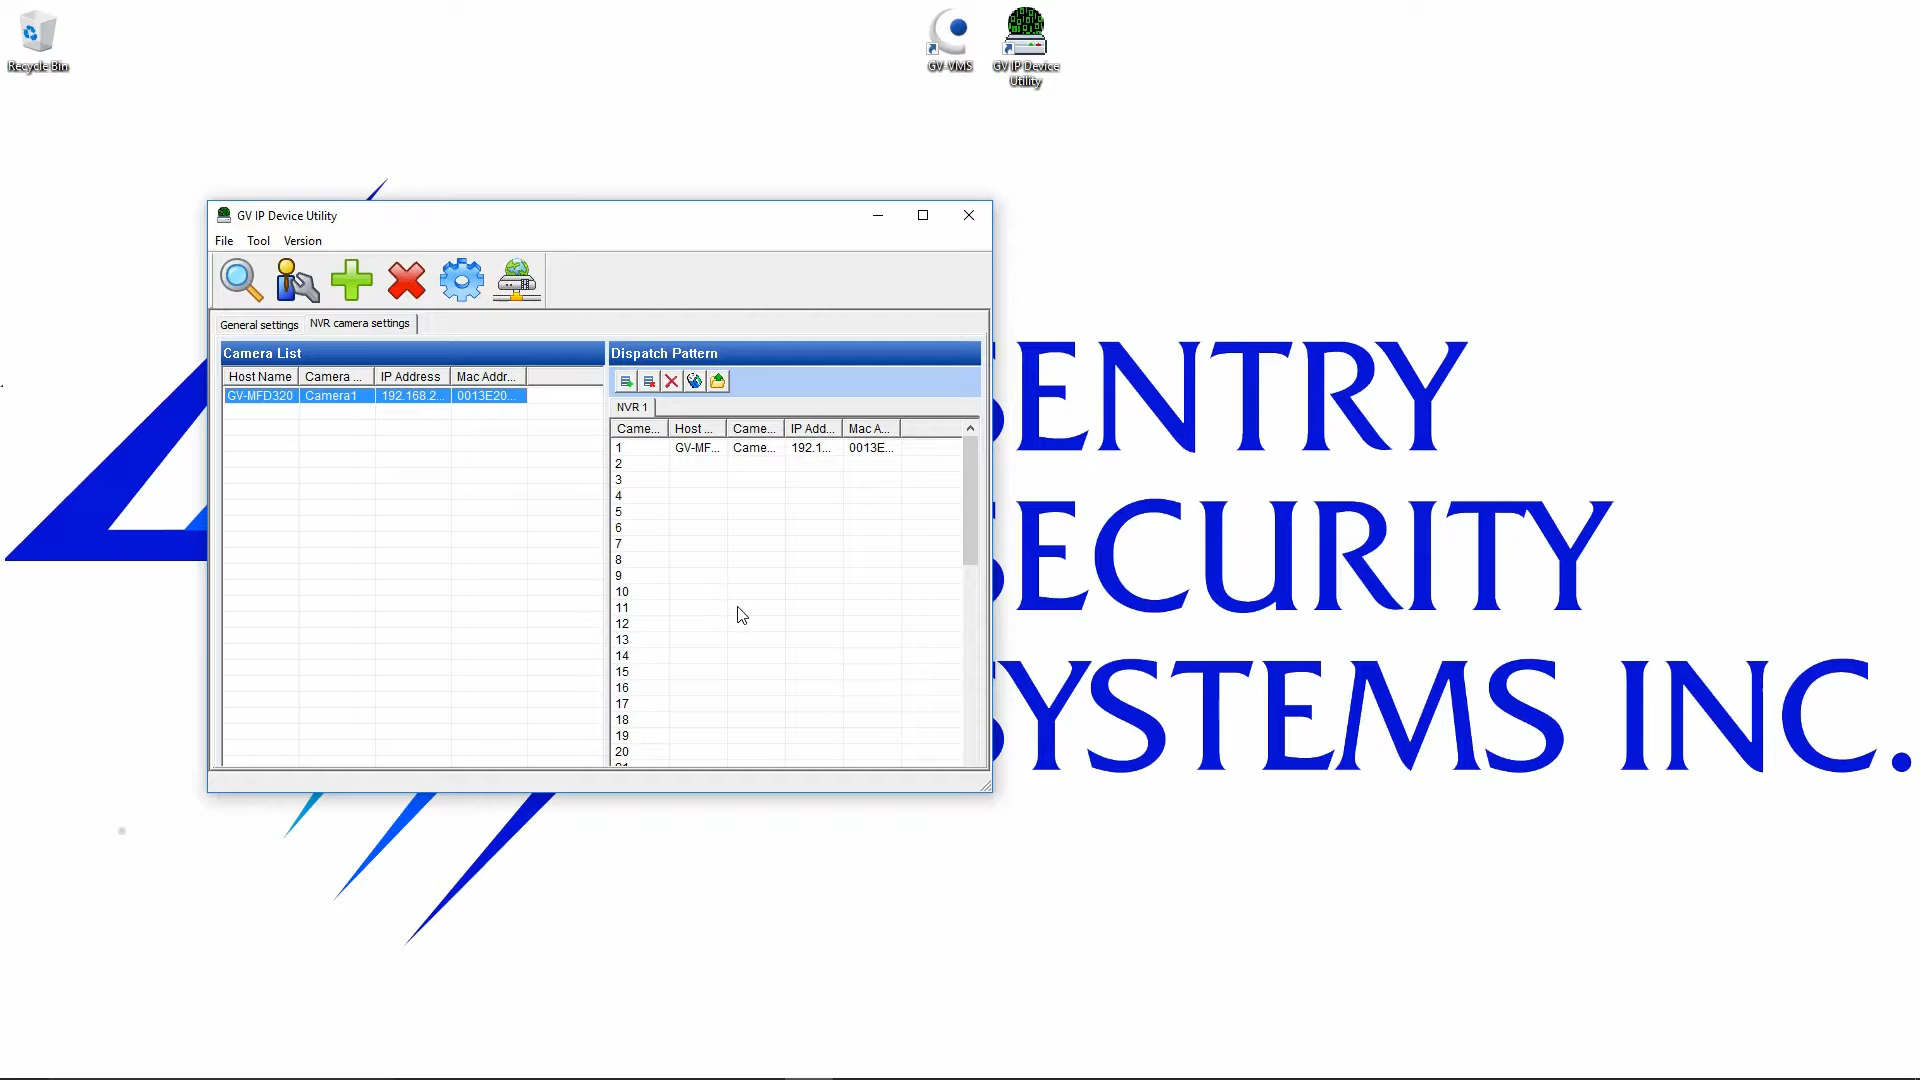 Recycle Bin
GV-VMS
GV IP Device
Utility
GV IP Device Utility
File Tool Version
General settings NVR camera settings
Camera List
Host Name Camera ... IP Address Mac Addr...
GV-MFD320 Camera1 192.168.2... 0013E20...
Dispatch Pattern
NVR 1
Came... Host ... Came... IP Add... Mac A...
1 GV-MF... Came... 192.1... 0013E...
2
3
4
5
6
7
8
9
10
11
12
13
14
15
16
17
18
19
20
21
ENTRY
ECURITY
YSTEMS INC.